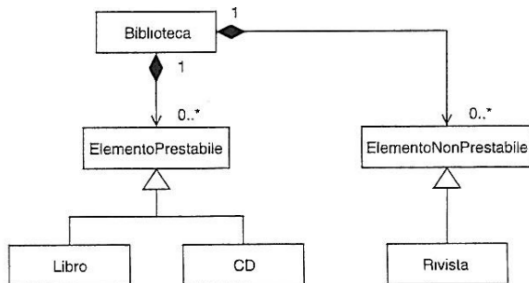 Biblioteca
1
1
0..*
0..*
ElementoPrestabile
ElementoNonPrestabile
Libro
CD
Rivista